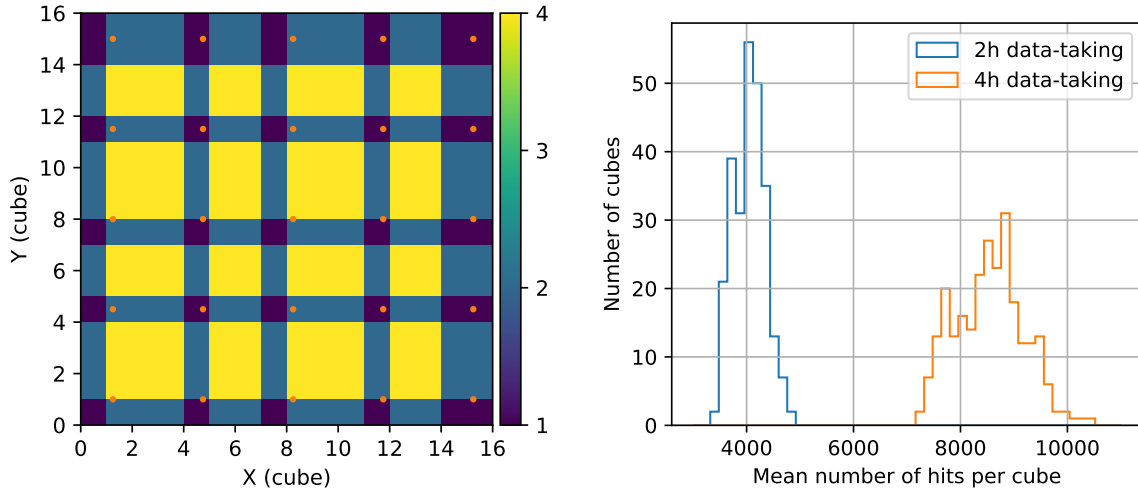 16
14
12
10
8
6
4
2
0
Y (cube)
0 2 4 6 8 10 12 14 16
X (cube)
4
3
2
1
2h data-taking
4h data-taking
50
40
30
20
10
0
Number of cubes
4000 6000 8000 10000
Mean number of hits per cube